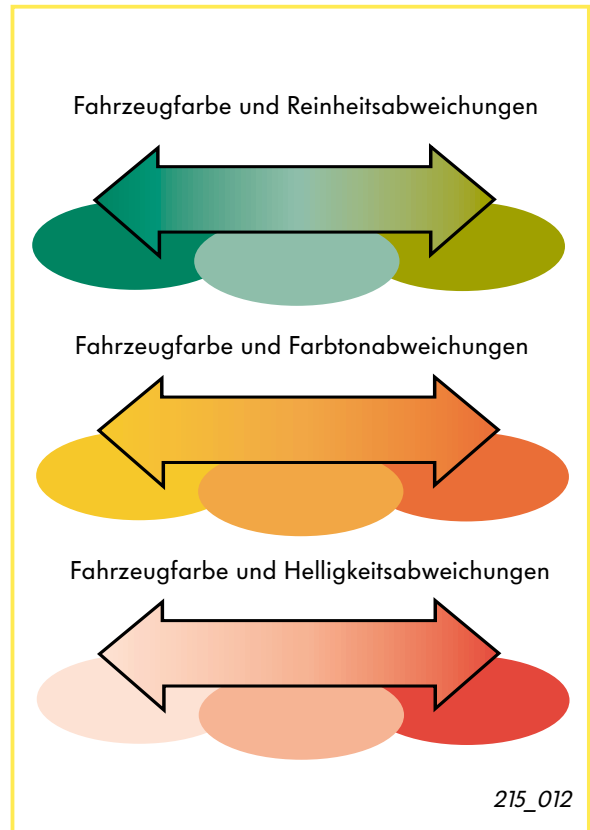 Fahrzeugfarbe und Reinheitsabweichungen
Fahrzeugfarbe und Farbtonabweichungen
Fahrzeugfarbe und Helligkeitsabweichungen
215_012